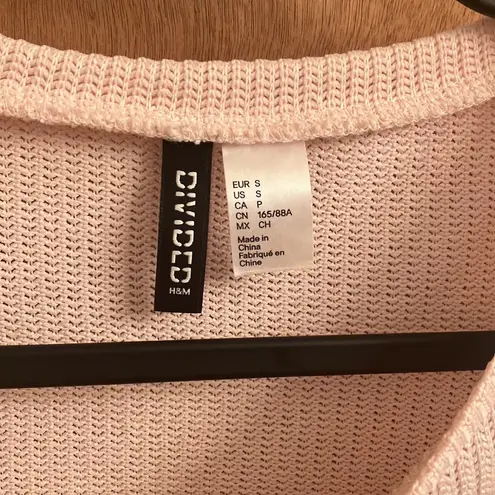 DIVIDED
H&M
EUR S
US S
CA P
CN 165/88A
MX CH
Made in
China
Fabriqué en
Chine